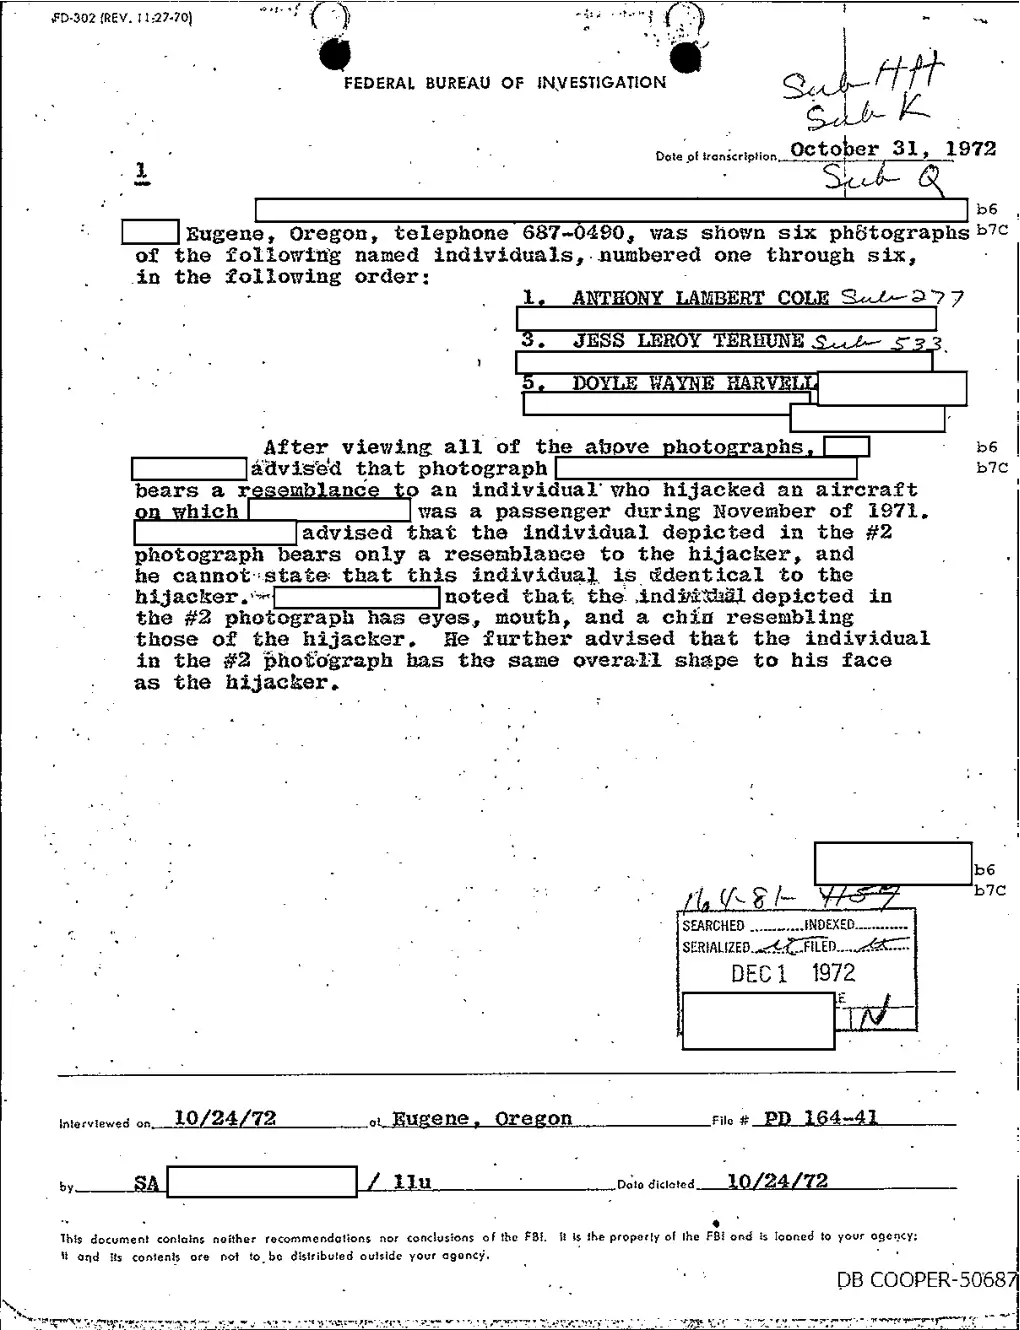 FD-302 (REV. 11-27-70)
FEDERAL BUREAU OF INVESTIGATION
Sub HH
Sub K
Date of transcription October 31, 1972
1
Sub Q
b6
Eugene, Oregon, telephone 687-0490, was shown six photographs b7C
of the following named individuals, numbered one through six,
in the following order:
1. ANTHONY LAMBERT COLE Sub 277
3. JESS LEROY TERHUNE Sub 533.
5. DOYLE WAYNE HARVELL
After viewing all of the above photographs, b6
advised that photograph b7C
bears a resemblance to an individual who hijacked an aircraft
on which was a passenger during November of 1971.
advised that the individual depicted in the #2
photograph bears only a resemblance to the hijacker, and
he cannot state that this individual is identical to the
hijacker. noted that the individual depicted in
the #2 photograph has eyes, mouth, and a chin resembling
those of the hijacker. He further advised that the individual
in the #2 photograph has the same overall shape to his face
as the hijacker.
b6
b7C
164-81-4157
SEARCHED INDEXED
SERIALIZED FILED
DEC 1 1972
Interviewed on 10/24/72 at Eugene, Oregon File # PD 164-41
by SA / llu Date dictated 10/24/72
This document contains neither recommendations nor conclusions of the FBI. It is the property of the FBI and is loaned to your agency;
it and its contents are not to be distributed outside your agency.
DB COOPER-50687